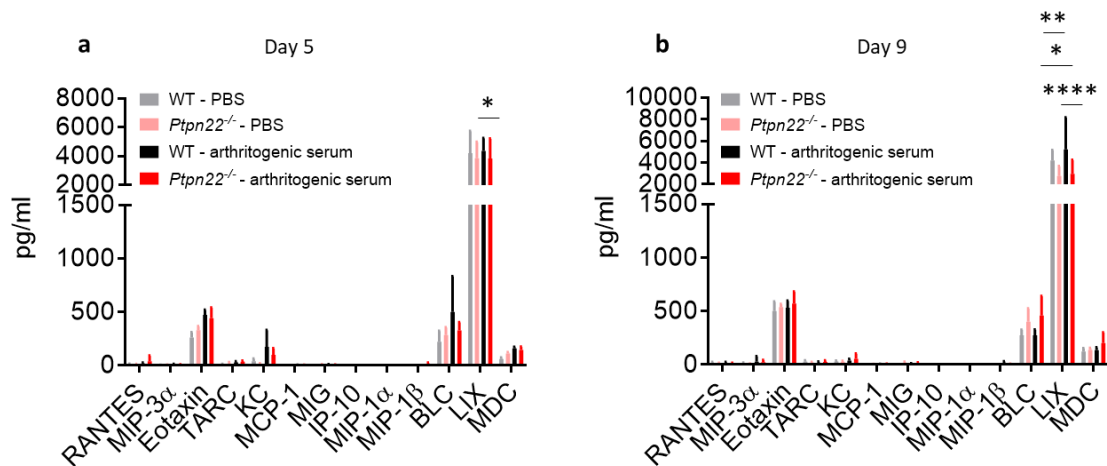 a
Day 5
*
8000
6000
4000
2000
1500
1000
500
0
pg/ml
WT - PBS
Ptpn22-/- - PBS
WT - arthritogenic serum
Ptpn22-/- - arthritogenic serum
RANTES
MIP-3α
Eotaxin
TARC
KC
MCP-1
MIG
IP-10
MIP-1α
MIP-1β
BLC
LIX
MDC
b
Day 9
**
*
****
10000
8000
6000
4000
2000
1500
1000
500
0
pg/ml
WT - PBS
Ptpn22-/- - PBS
WT - arthritogenic serum
Ptpn22-/- - arthritogenic serum
RANTES
MIP-3α
Eotaxin
TARC
KC
MCP-1
MIG
IP-10
MIP-1α
MIP-1β
BLC
LIX
MDC